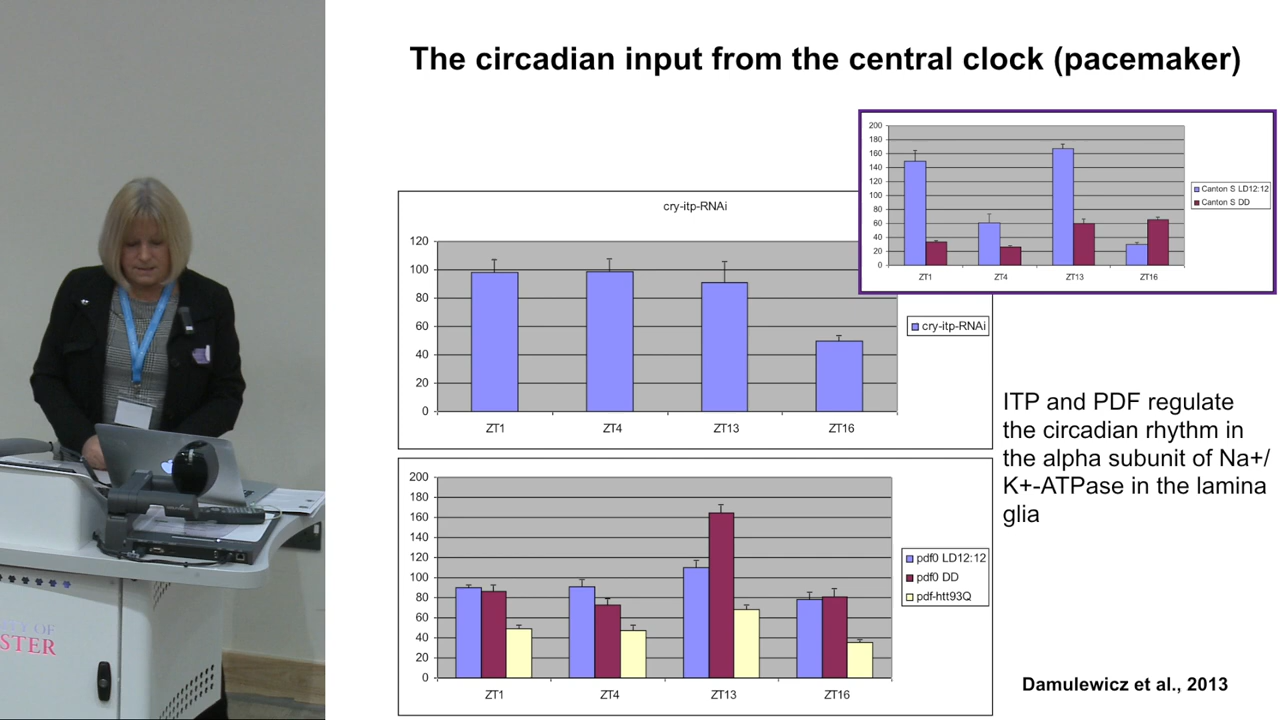 The circadian input from the central clock (pacemaker)
200
180
160
140
120
100
80
60
40
20
0
ZT1 ZT4 ZT13 ZT16
Canton S LD12:12
Canton S DD
cry-itp-RNAi
120
100
80
60
40
20
0
ZT1 ZT4 ZT13 ZT16
cry-itp-RNAi
200
180
160
140
120
100
80
60
40
20
0
ZT1 ZT4 ZT13 ZT16
pdf0 LD12:12
pdf0 DD
pdf-htt93Q
ITP and PDF regulate
the circadian rhythm in
the alpha subunit of Na+/
K+-ATPase in the lamina
glia
Damulewicz et al., 2013
OF
STER